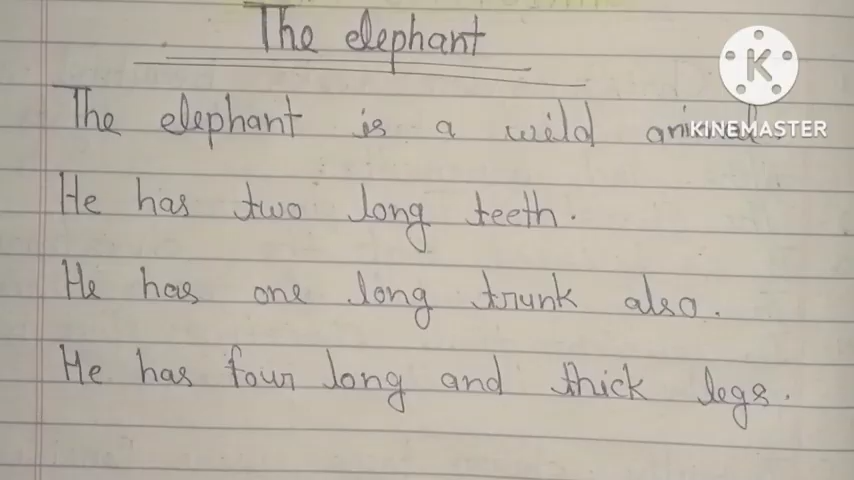 The elephant
The elephant is a wild animal.
He has two long teeth.
He has one long trunk also.
He has four long and thick legs.
K
KINEMASTER